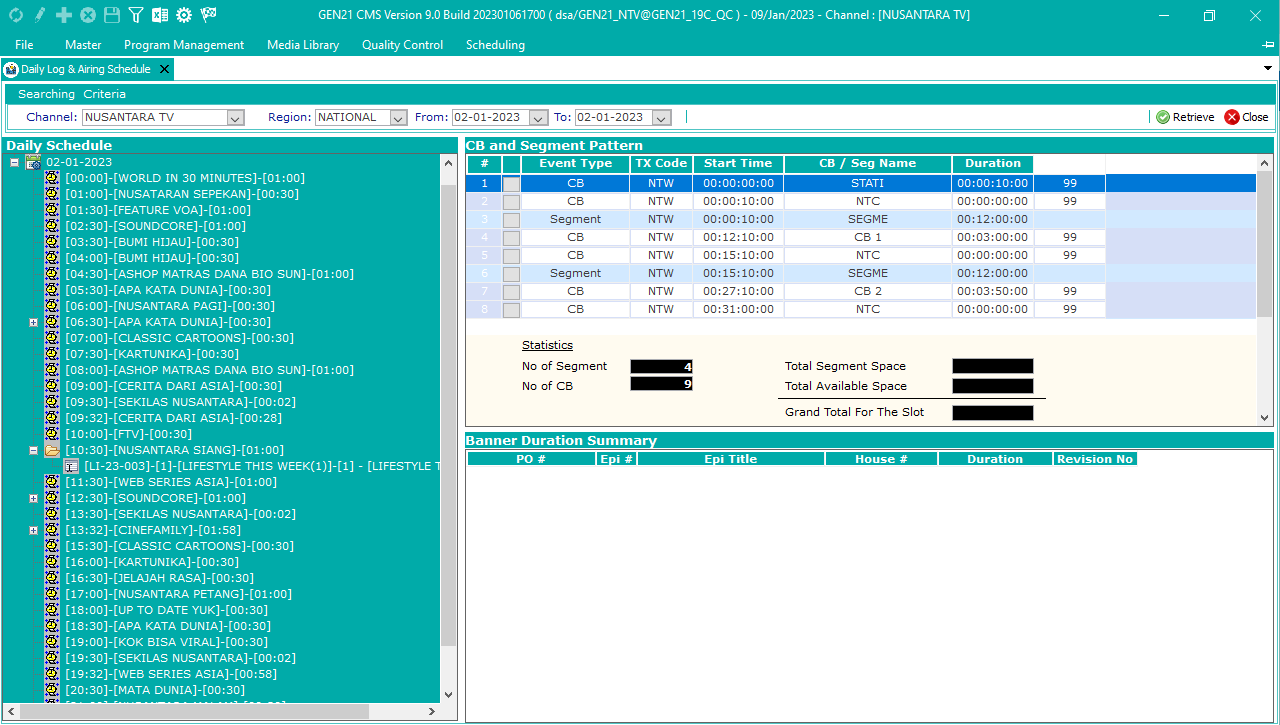 GEN21 CMS Version 9.0 Build 202301061700 ( dsa/GEN21_NTV@GEN21_19C_QC ) - 09/Jan/2023 - Channel : [NUSANTARA TV]
File Master Program Management Media Library Quality Control Scheduling
Daily Log & Airing Schedule
Searching Criteria
Channel: NUSANTARA TV Region: NATIONAL From: 02-01-2023 To: 02-01-2023 Retrieve Close
Daily Schedule
02-01-2023
[00:00]-[WORLD IN 30 MINUTES]-[01:00]
[01:00]-[NUSATARAN SEPEKAN]-[00:30]
[01:30]-[FEATURE VOA]-[01:00]
[02:30]-[SOUNDCORE]-[01:00]
[03:30]-[BUMI HIJAU]-[00:30]
[04:00]-[BUMI HIJAU]-[00:30]
[04:30]-[ASHOP MATRAS DANA BIO SUN]-[01:00]
[05:30]-[APA KATA DUNIA]-[00:30]
[06:00]-[NUSANTARA PAGI]-[00:30]
[06:30]-[APA KATA DUNIA]-[00:30]
[07:00]-[CLASSIC CARTOONS]-[00:30]
[07:30]-[KARTUNIKA]-[00:30]
[08:00]-[ASHOP MATRAS DANA BIO SUN]-[01:00]
[09:00]-[CERITA DARI ASIA]-[00:30]
[09:30]-[SEKILAS NUSANTARA]-[00:02]
[09:32]-[CERITA DARI ASIA]-[00:28]
[10:00]-[FTV]-[00:30]
[10:30]-[NUSANTARA SIANG]-[01:00]
[LI-23-003]-[1]-[LIFESTYLE THIS WEEK(1)]-[1] - [LIFESTYLE T
[11:30]-[WEB SERIES ASIA]-[01:00]
[12:30]-[SOUNDCORE]-[01:00]
[13:30]-[SEKILAS NUSANTARA]-[00:02]
[13:32]-[CINEFAMILY]-[01:58]
[15:30]-[CLASSIC CARTOONS]-[00:30]
[16:00]-[KARTUNIKA]-[00:30]
[16:30]-[JELAJAH RASA]-[00:30]
[17:00]-[NUSANTARA PETANG]-[01:00]
[18:00]-[UP TO DATE YUK]-[00:30]
[18:30]-[APA KATA DUNIA]-[00:30]
[19:00]-[KOK BISA VIRAL]-[00:30]
[19:30]-[SEKILAS NUSANTARA]-[00:02]
[19:32]-[WEB SERIES ASIA]-[00:58]
[20:30]-[MATA DUNIA]-[00:30]
CB and Segment Pattern
# Event Type TX Code Start Time CB / Seg Name Duration
1 CB NTW 00:00:00:00 STATI 00:00:10:00 99
2 CB NTW 00:00:10:00 NTC 00:00:00:00 99
3 Segment NTW 00:00:10:00 SEGME 00:12:00:00
4 CB NTW 00:12:10:00 CB 1 00:03:00:00 99
5 CB NTW 00:15:10:00 NTC 00:00:00:00 99
6 Segment NTW 00:15:10:00 SEGME 00:12:00:00
7 CB NTW 00:27:10:00 CB 2 00:03:50:00 99
8 CB NTW 00:31:00:00 NTC 00:00:00:00 99
Statistics
No of Segment 4 Total Segment Space
No of CB 9 Total Available Space
Grand Total For The Slot
Banner Duration Summary
PO # Epi # Epi Title House # Duration Revision No